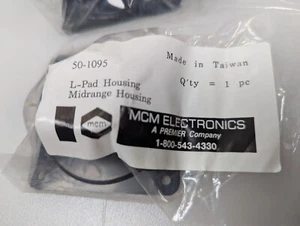 50-1095
Made in Taiwan
L-Pad Housing
Q'ty = 1 pc
Midrange Housing
mcm
MCM ELECTRONICS
A PREMIER Company
1-800-543-4330